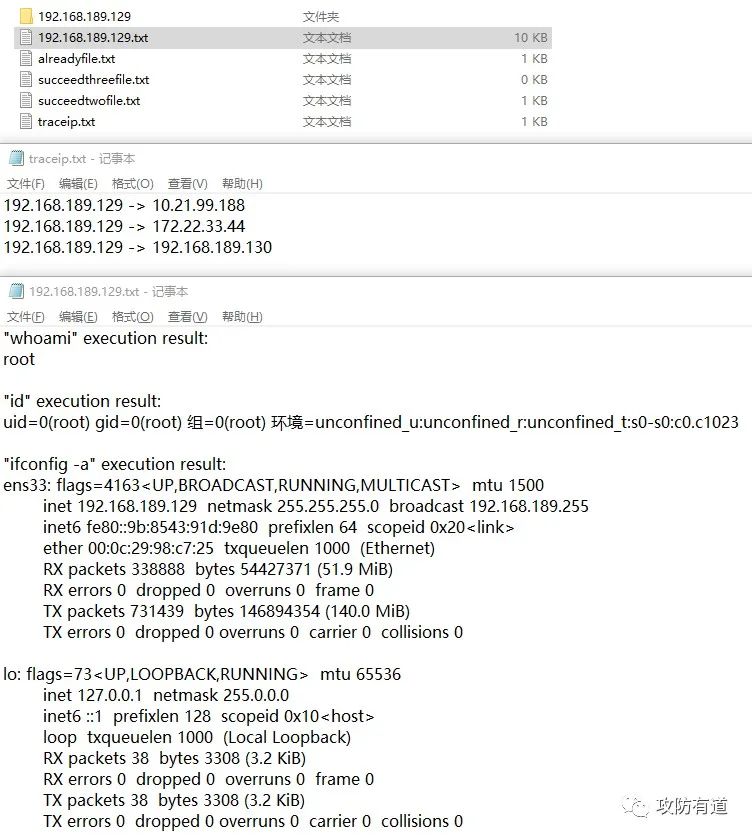 192.168.189.129 文件夹
192.168.189.129.txt 文本文档 10 KB
alreadyfile.txt 文本文档 1 KB
succeedthreefile.txt 文本文档 0 KB
succeedtwofile.txt 文本文档 1 KB
traceip.txt 文本文档 1 KB
traceip.txt - 记事本
文件(F) 编辑(E) 格式(O) 查看(V) 帮助(H)
192.168.189.129 -> 10.21.99.188
192.168.189.129 -> 172.22.33.44
192.168.189.129 -> 192.168.189.130
192.168.189.129.txt - 记事本
文件(F) 编辑(E) 格式(O) 查看(V) 帮助(H)
"whoami" execution result:
root
"id" execution result:
uid=0(root) gid=0(root) 组=0(root) 环境=unconfined_u:unconfined_r:unconfined_t:s0-s0:c0.c1023
"ifconfig -a" execution result:
ens33: flags=4163<UP,BROADCAST,RUNNING,MULTICAST> mtu 1500
inet 192.168.189.129 netmask 255.255.255.0 broadcast 192.168.189.255
inet6 fe80::9b:8543:91d:9e80 prefixlen 64 scopeid 0x20<link>
ether 00:0c:29:98:c7:25 txqueuelen 1000 (Ethernet)
RX packets 338888 bytes 54427371 (51.9 MiB)
RX errors 0 dropped 0 overruns 0 frame 0
TX packets 731439 bytes 146894354 (140.0 MiB)
TX errors 0 dropped 0 overruns 0 carrier 0 collisions 0
lo: flags=73<UP,LOOPBACK,RUNNING> mtu 65536
inet 127.0.0.1 netmask 255.0.0.0
inet6 ::1 prefixlen 128 scopeid 0x10<host>
loop txqueuelen 1000 (Local Loopback)
RX packets 38 bytes 3308 (3.2 KiB)
RX errors 0 dropped 0 overruns 0 frame 0
TX packets 38 bytes 3308 (3.2 KiB)
TX errors 0 dropped 0 overruns 0 carrier 0 collisions 0
攻防有道